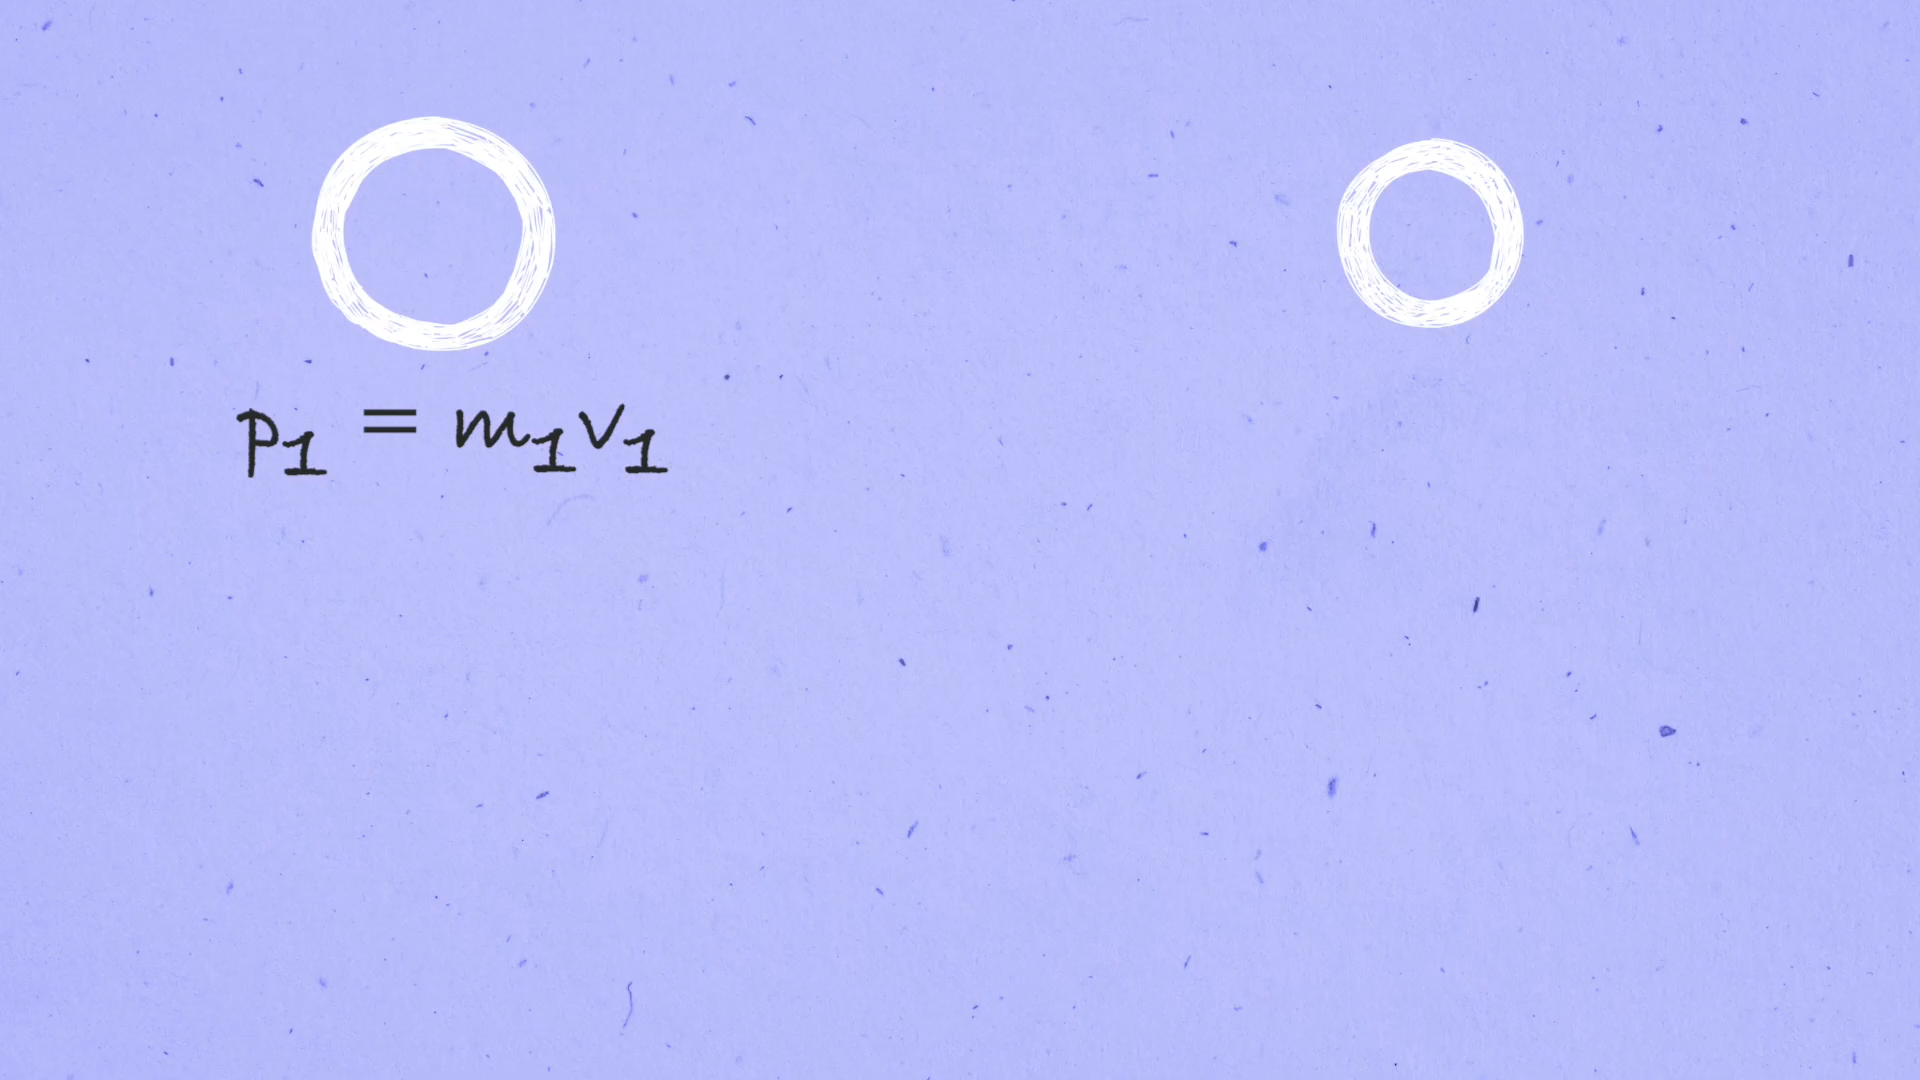 p₁ = m₁v₁